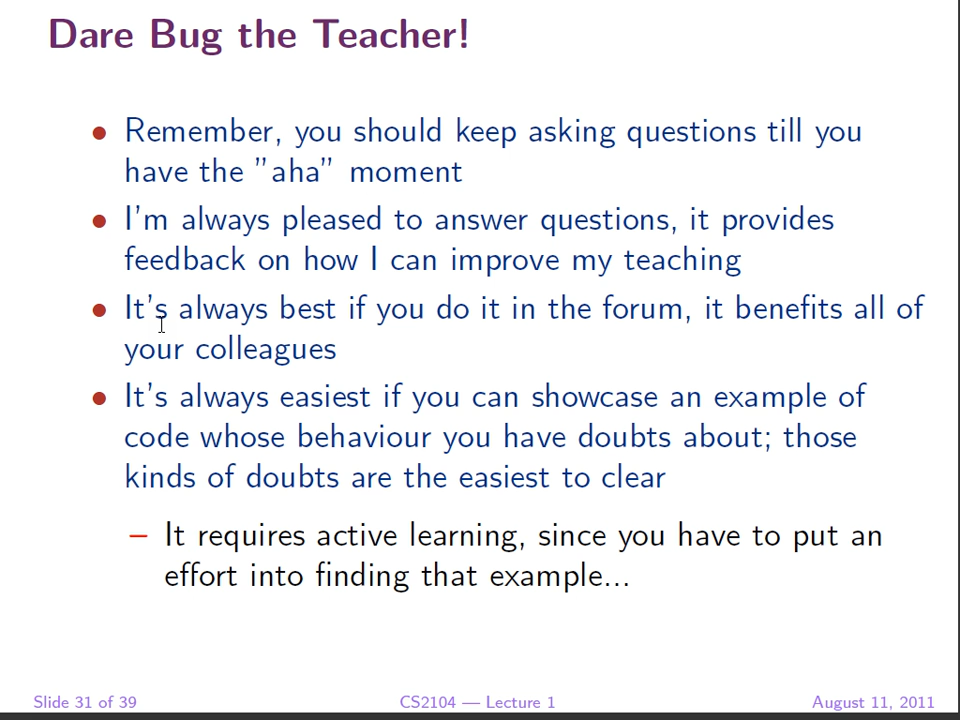 Dare Bug the Teacher!
• Remember, you should keep asking questions till you
have the ”aha” moment
• I’m always pleased to answer questions, it provides
feedback on how I can improve my teaching
• It’s always best if you do it in the forum, it benefits all of
your colleagues
• It’s always easiest if you can showcase an example of
code whose behaviour you have doubts about; those
kinds of doubts are the easiest to clear
– It requires active learning, since you have to put an
effort into finding that example...
Slide 31 of 39 CS2104 — Lecture 1 August 11, 2011